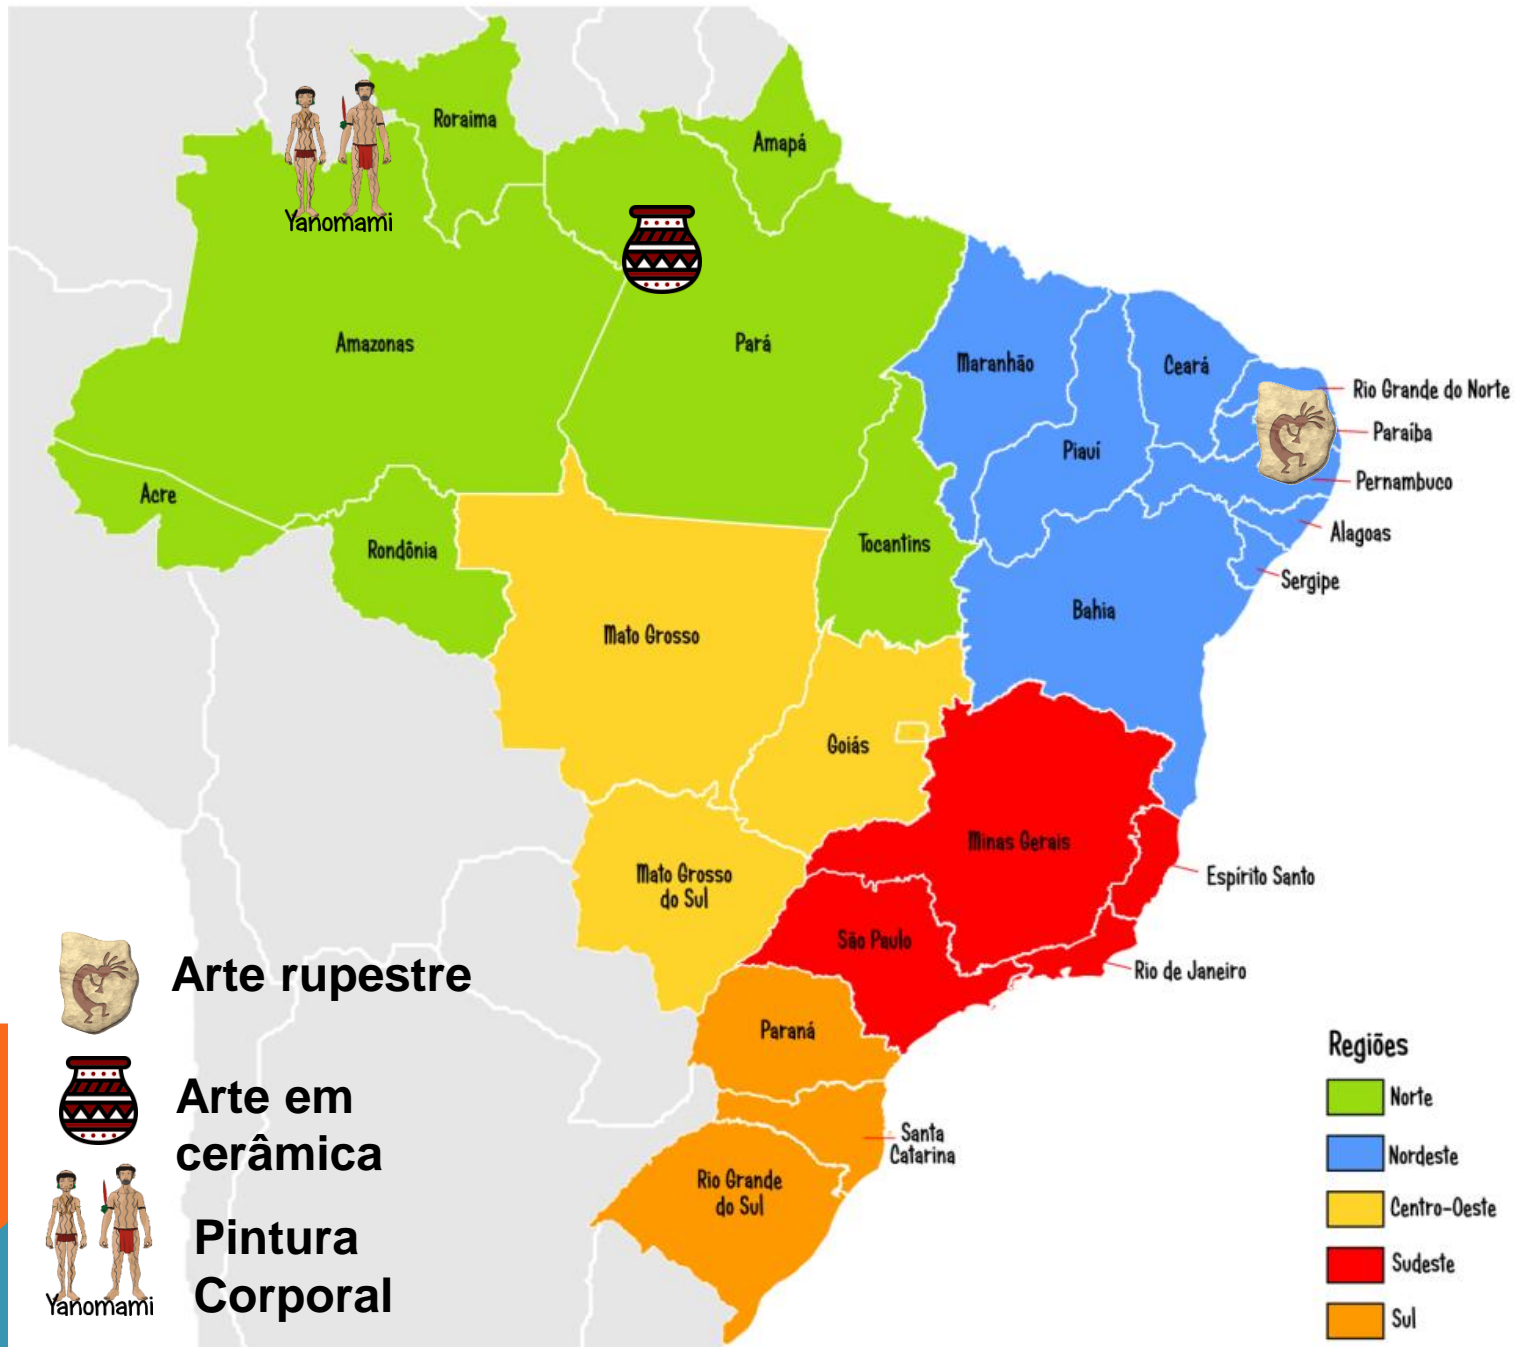 Roraima
Amapá
Yanomami
Amazonas
Pará
Maranhão
Ceará
Rio Grande do Norte
Paraíba
Piauí
Pernambuco
Acre
Rondônia
Tocantins
Alagoas
Sergipe
Bahia
Mato Grosso
Goiás
Minas Gerais
Espírito Santo
Mato Grosso
do Sul
São Paulo
Rio de Janeiro
Paraná
Santa
Catarina
Rio Grande
do Sul
Arte rupestre
Arte em
cerâmica
Pintura
Corporal
Yanomami
Regiões
Norte
Nordeste
Centro-Oeste
Sudeste
Sul